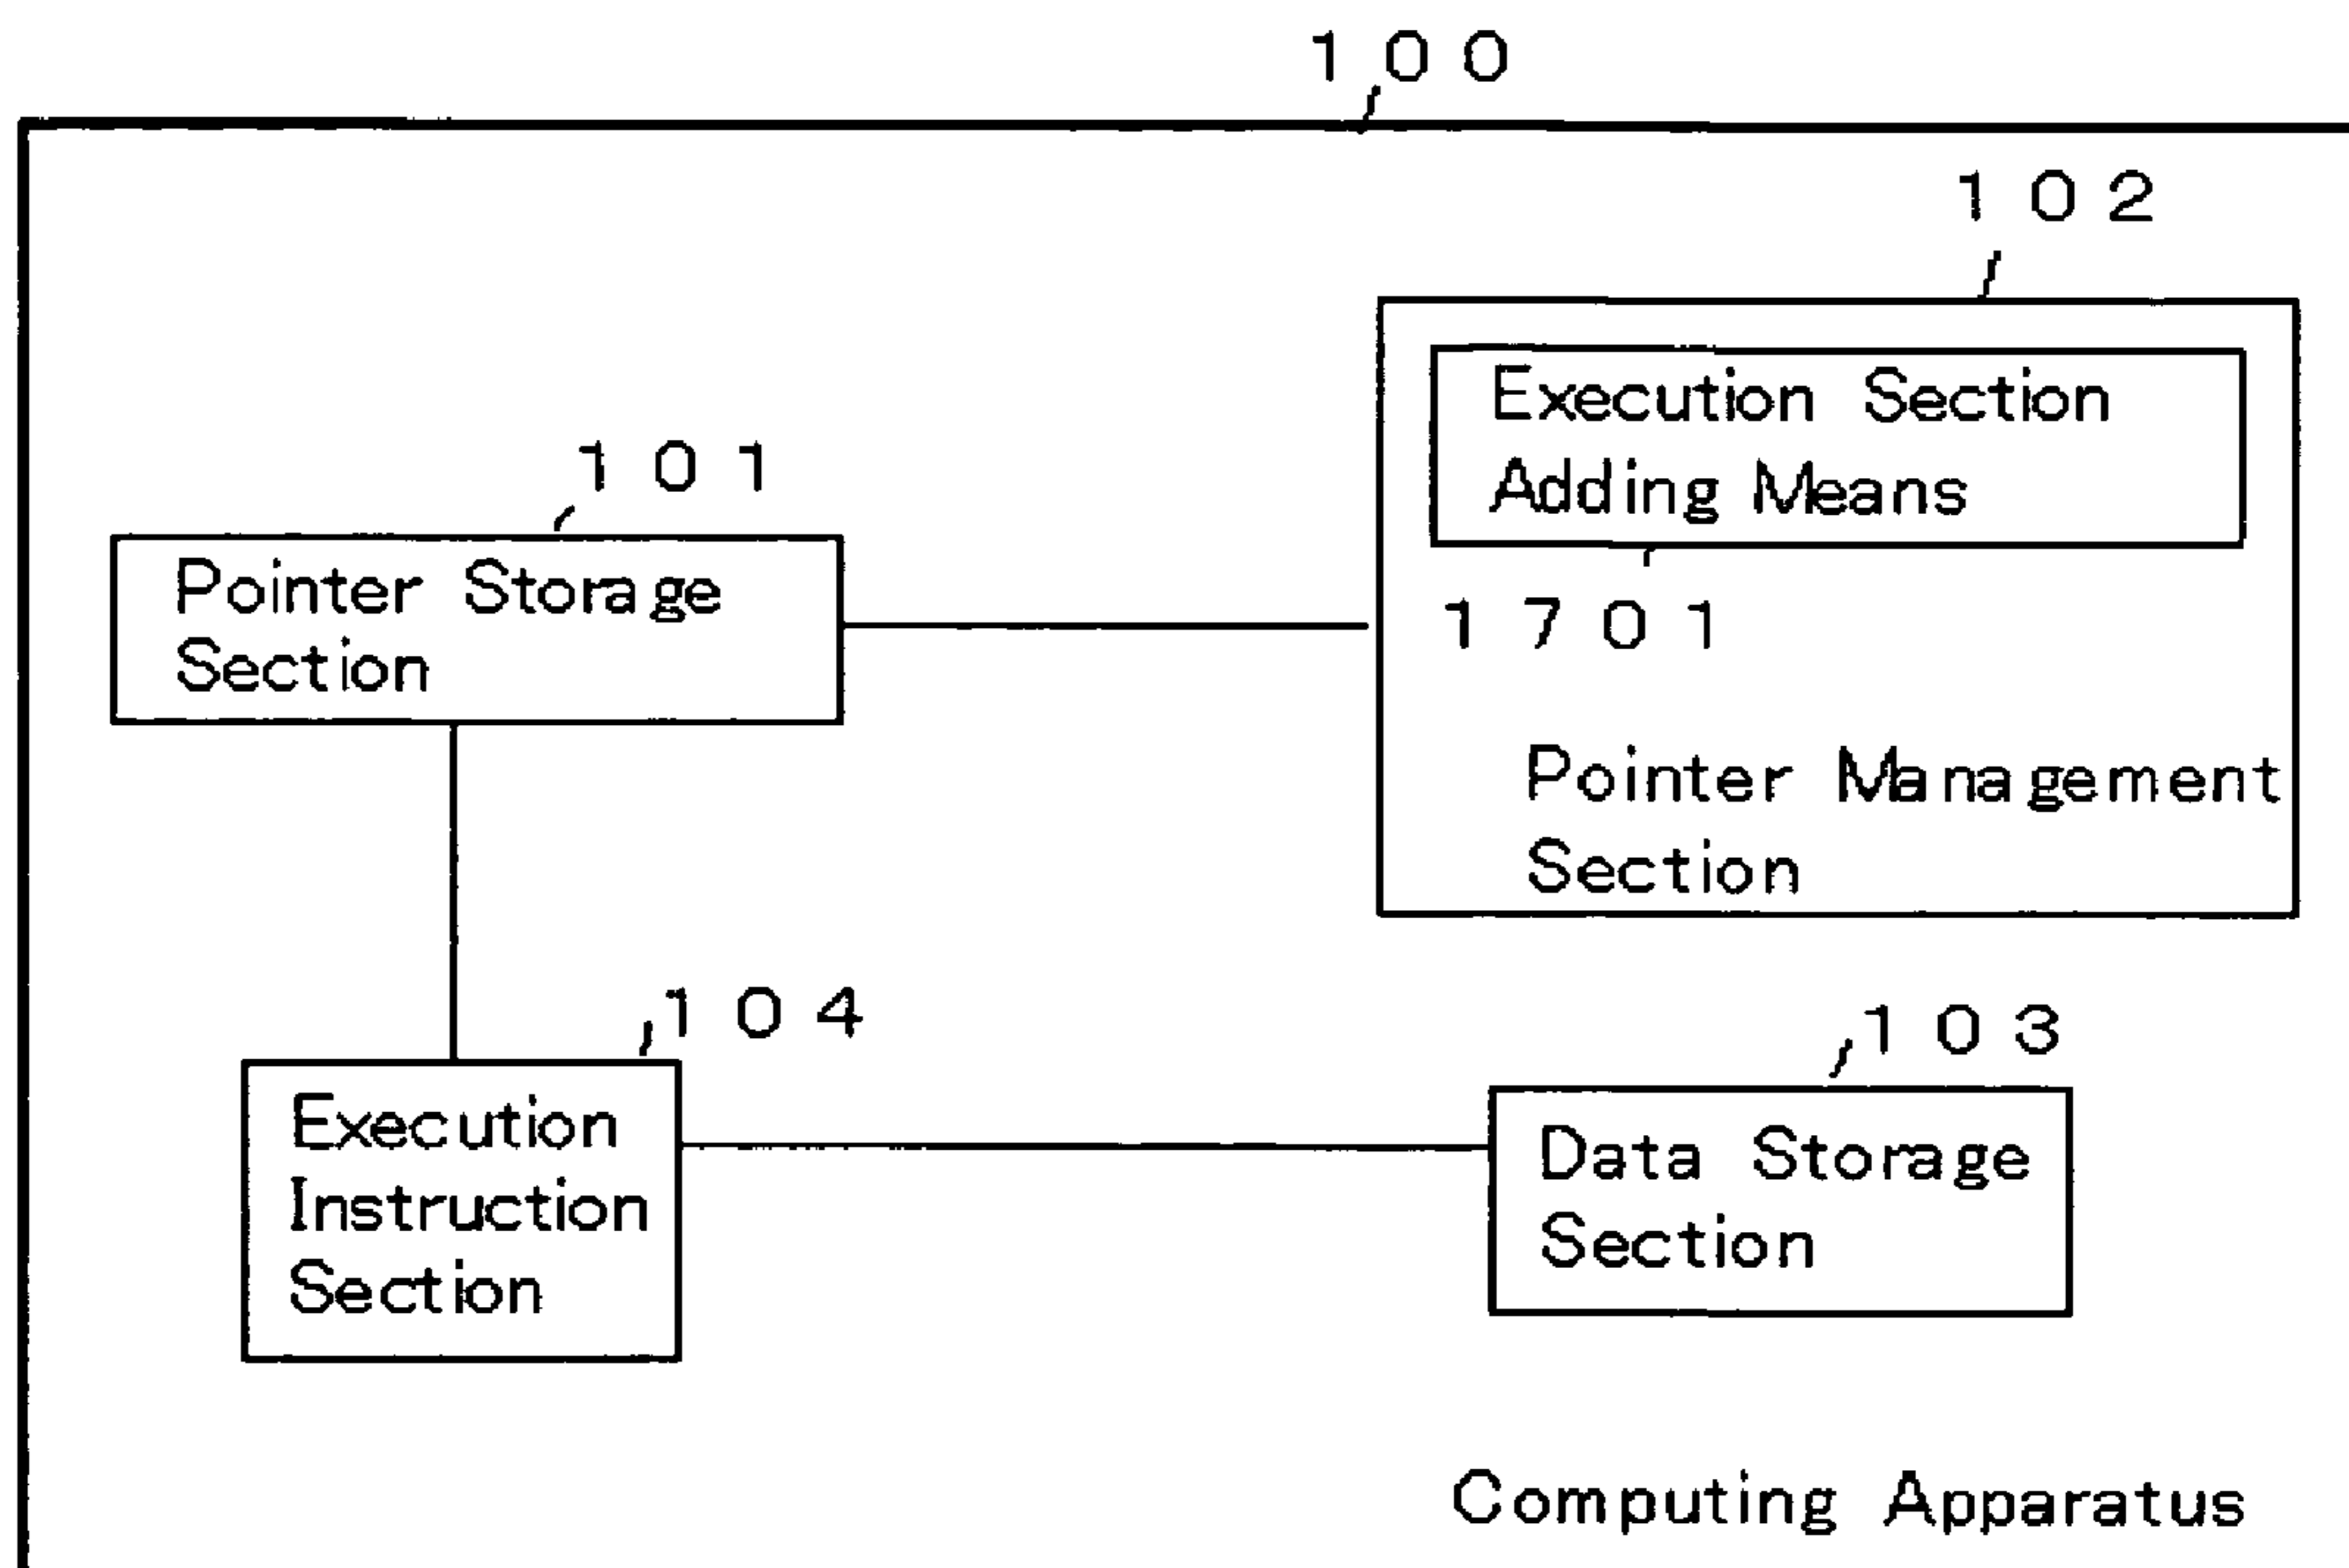 100
102
Execution Section
Adding Means
101
Pointer Storage
Section
1701
Pointer Management
Section
104
103
Execution
Instruction
Section
Data Storage
Section
Computing Apparatus